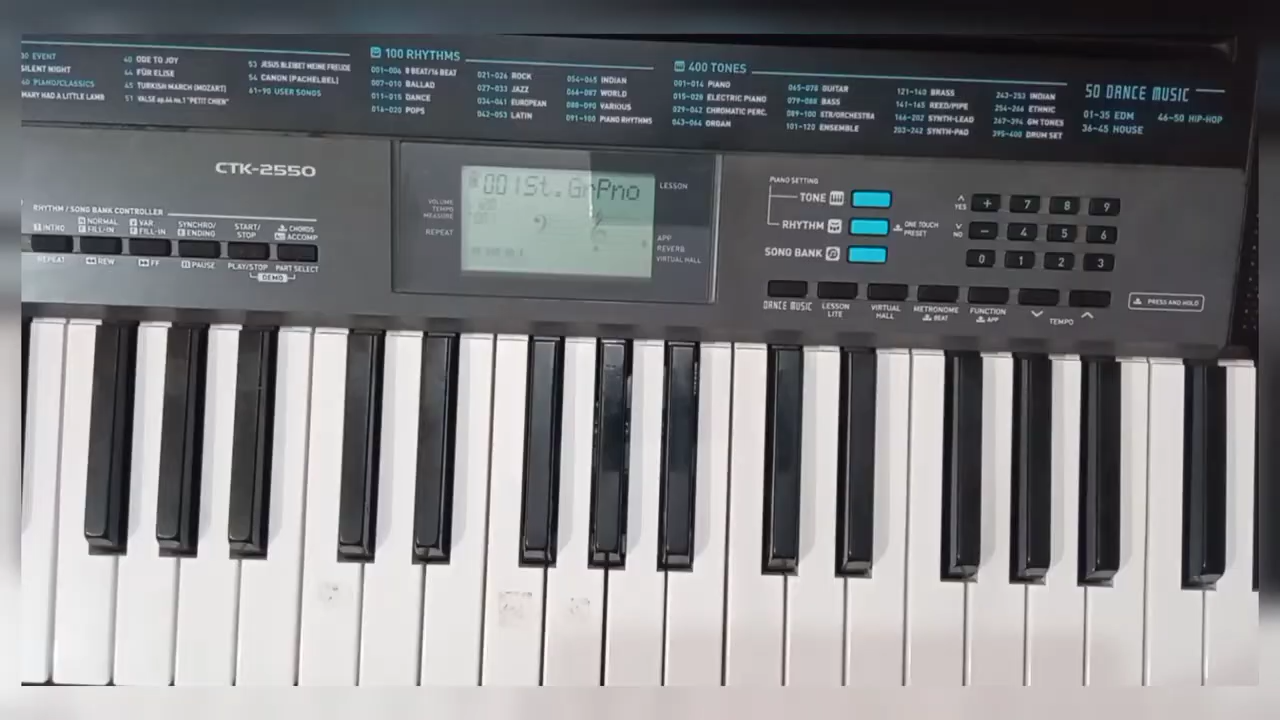 EVENT
SILENT NIGHT
PIANO/CLASSICS
MARY HAD A LITTLE LAMB
40 ODE TO JOY
44 FÜR ELISE
45 TURKISH MARCH (MOZART)
51 VALSE op.64 no.1 "PETIT CHIEN"
53 JESUS BLEIBET MEINE FREUDE
54 CANON (PACHELBEL)
61-90 USER SONGS
100 RHYTHMS
001-006 8 BEAT/16 BEAT
007-010 BALLAD
011-015 DANCE
016-020 POPS
021-026 ROCK
027-033 JAZZ
034-041 EUROPEAN
042-053 LATIN
054-065 INDIAN
066-087 WORLD
088-090 VARIOUS
091-100 PIANO RHYTHMS
400 TONES
001-014 PIANO
015-028 ELECTRIC PIANO
029-042 CHROMATIC PERC.
043-064 ORGAN
065-078 GUITAR
079-088 BASS
089-100 STR/ORCHESTRA
101-120 ENSEMBLE
121-140 BRASS
141-165 REED/PIPE
166-202 SYNTH-LEAD
203-242 SYNTH-PAD
243-253 INDIAN
254-266 ETHNIC
267-394 GM TONES
395-400 DRUM SET
50 DANCE MUSIC
01-35 EDM
36-45 HOUSE
46-50 HIP-HOP
CTK-2550
RHYTHM / SONG BANK CONTROLLER
INTRO
NORMAL
FILL-IN
VAR.
FILL-IN
SYNCHRO/
ENDING
START/
STOP
CHORDS
ACCOMP
REPEAT
REW
FF
PAUSE
PLAY/STOP
PART SELECT
DEMO
VOLUME
TEMPO
MEASURE
REPEAT
001St.GrPno
LESSON
APP
REVERB
VIRTUAL HALL
PIANO SETTING
TONE
RHYTHM
ONE TOUCH
PRESET
SONG BANK
YES
NO
+ 7 8 9
- 4 5 6
0 1 2 3
DANCE MUSIC
LESSON
LITE
VIRTUAL
HALL
METRONOME
BEAT
FUNCTION
APP
TEMPO
PRESS AND HOLD